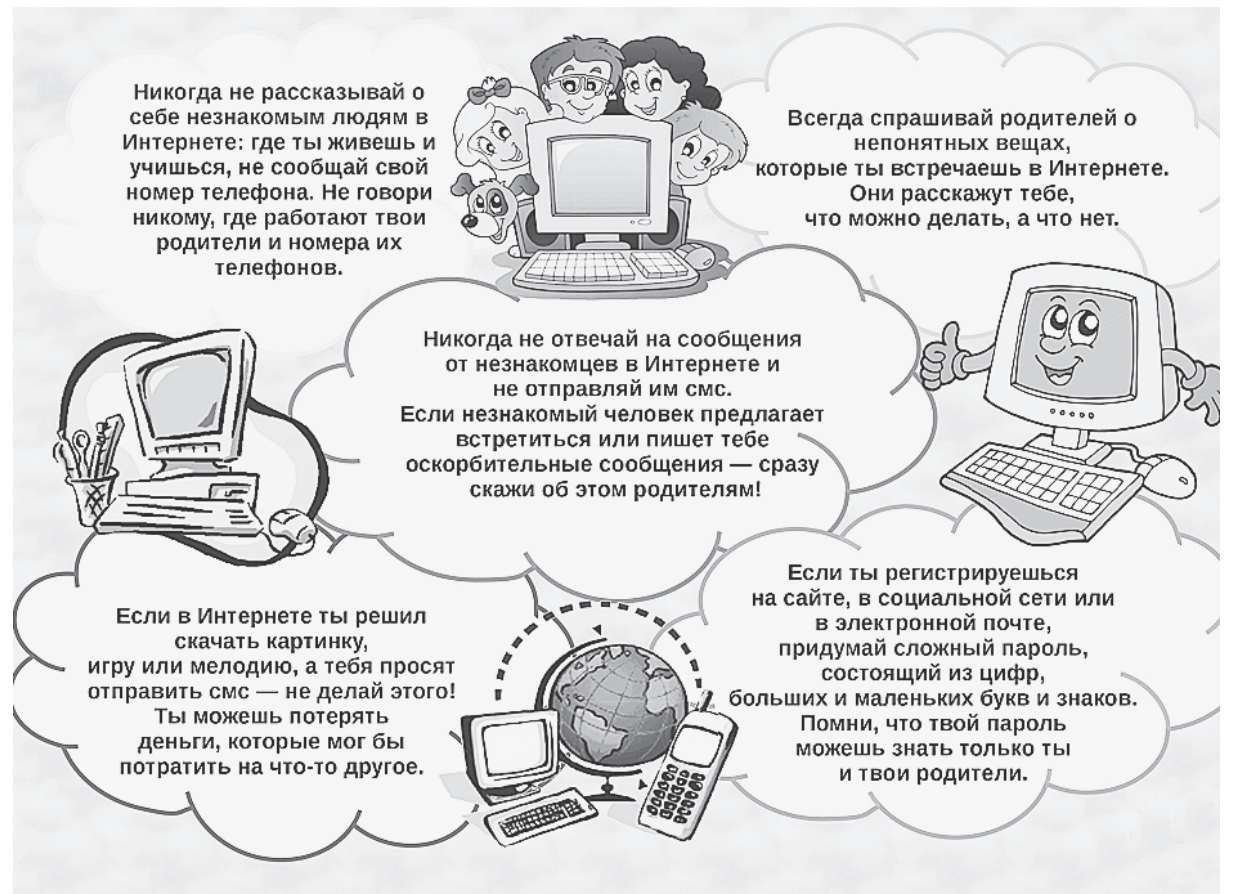 Никогда не рассказывай о
себе незнакомым людям в
Интернете: где ты живешь и
учишься, не сообщай свой
номер телефона. Не говори
никому, где работают твои
родители и номера их
телефонов.
Всегда спрашивай родителей о
непонятных вещах,
которые ты встречаешь в Интернете.
Они расскажут тебе,
что можно делать, а что нет.
Никогда не отвечай на сообщения
от незнакомцев в Интернете и
не отправляй им смс.
Если незнакомый человек предлагает
встретиться или пишет тебе
оскорбительные сообщения — сразу
скажи об этом родителям!
Если в Интернете ты решил
скачать картинку,
игру или мелодию, а тебя просят
отправить смс — не делай этого!
Ты можешь потерять
деньги, которые мог бы
потратить на что-то другое.
Если ты регистрируешься
на сайте, в социальной сети или
в электронной почте,
придумай сложный пароль,
состоящий из цифр,
больших и маленьких букв и знаков.
Помни, что твой пароль
можешь знать только ты
и твои родители.